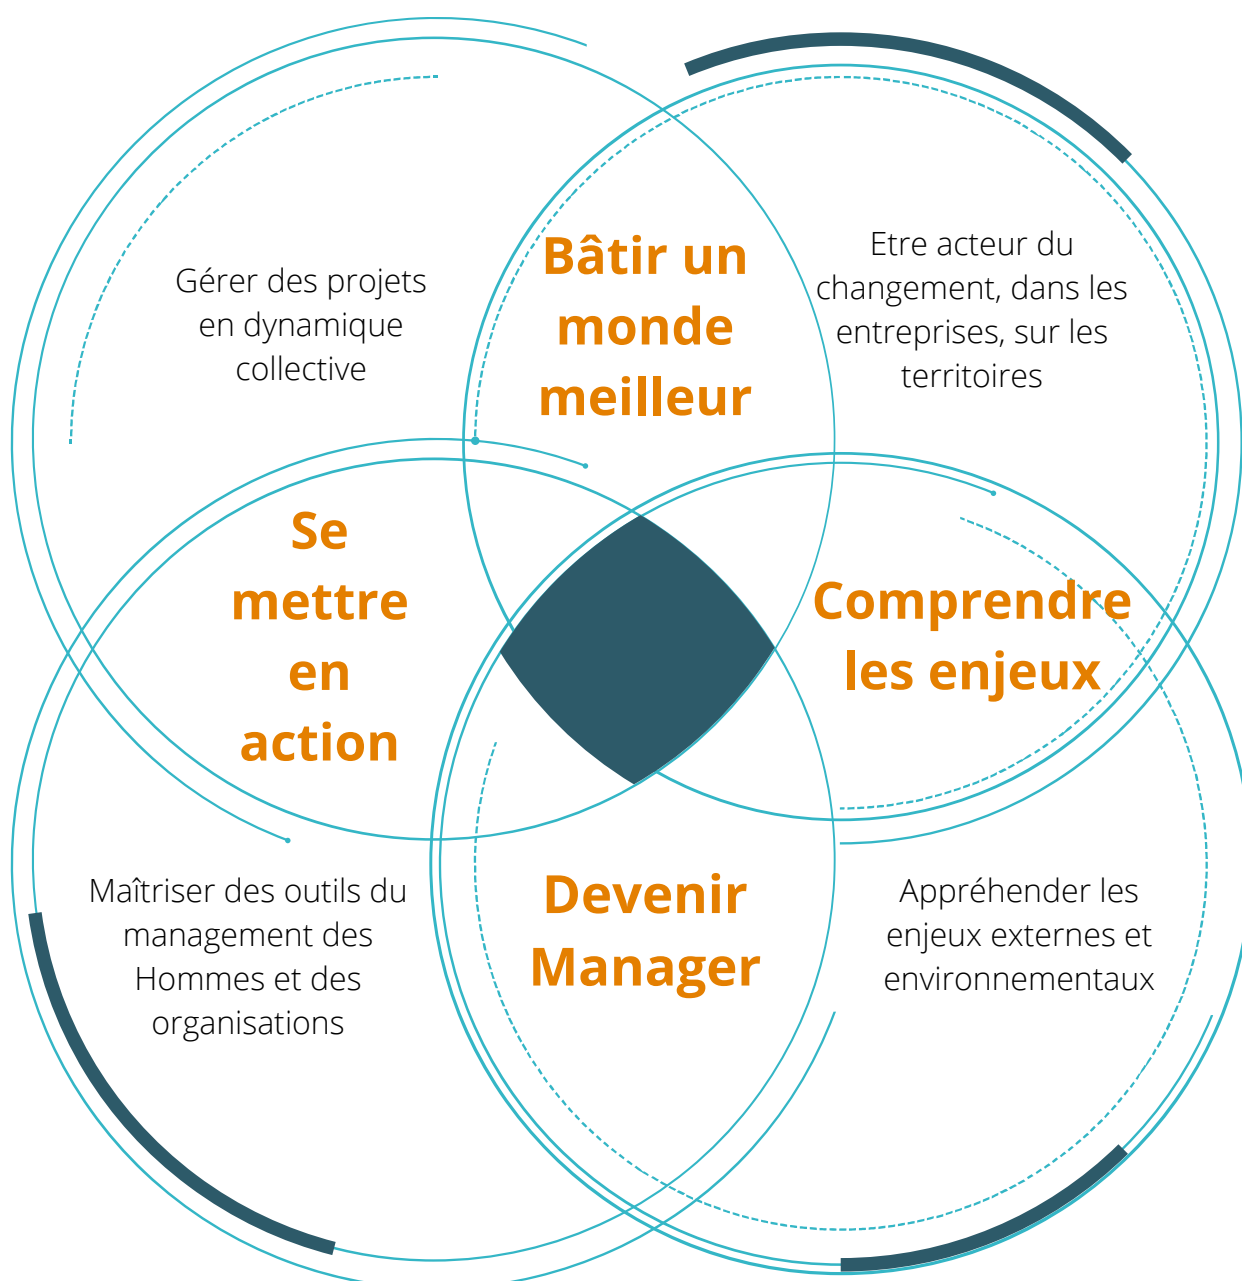 Gérer des projets
en dynamique
collective
Bâtir un
monde
meilleur
Etre acteur du
changement, dans les
entreprises, sur les
territoires
Se
mettre
en
action
Comprendre
les enjeux
Maîtriser des outils du
management des
Hommes et des
organisations
Devenir
Manager
Appréhender les
enjeux externes et
environnementaux